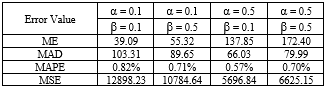 Error Value α = 0.1 α = 0.1 α = 0.5 α = 0.5
β = 0.1 β = 0.5 β = 0.1 β = 0.5
ME 39.09 55.32 137.85 172.40
MAD 103.31 89.65 66.03 79.99
MAPE 0.82% 0.71% 0.57% 0.70%
MSE 12898.23 10784.64 5696.84 6625.15